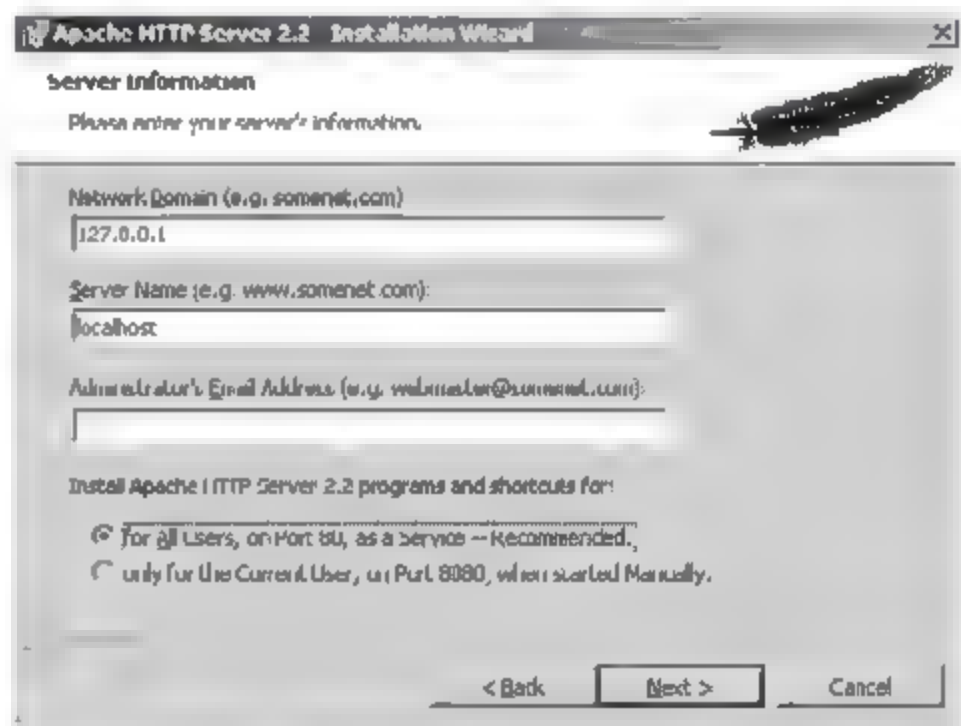 Apache HTTP Server 2.2 Installation Wizard
Server Information
Please enter your server's information.
Network Domain (e.g. somenet.com)
127.0.0.1
Server Name (e.g. www.somenet.com):
localhost
Administrator's Email Address (e.g. webmaster@somenet.com):
Install Apache HTTP Server 2.2 programs and shortcuts for:
for All Users, on Port 80, as a Service -- Recommended.
only for the Current User, on Port 8080, when started Manually.
< Back Next > Cancel